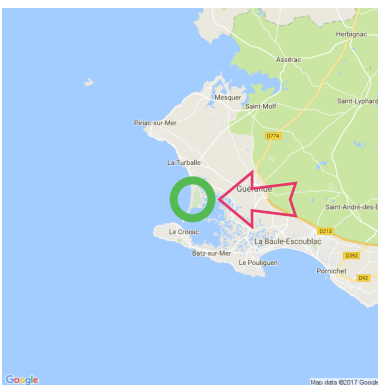 Herbignac
Assérac
Mesquer
Saint-Molf
Saint-Lyphard
Piriac-sur-Mer
D774
La Turballe
Guérande
Saint-André-des-E
Le Croisic
D213
La Baule-Escoublac
Batz-sur-Mer
D392
Le Pouliguen
Pornichet
D92
Google
Map data ©2017 Google